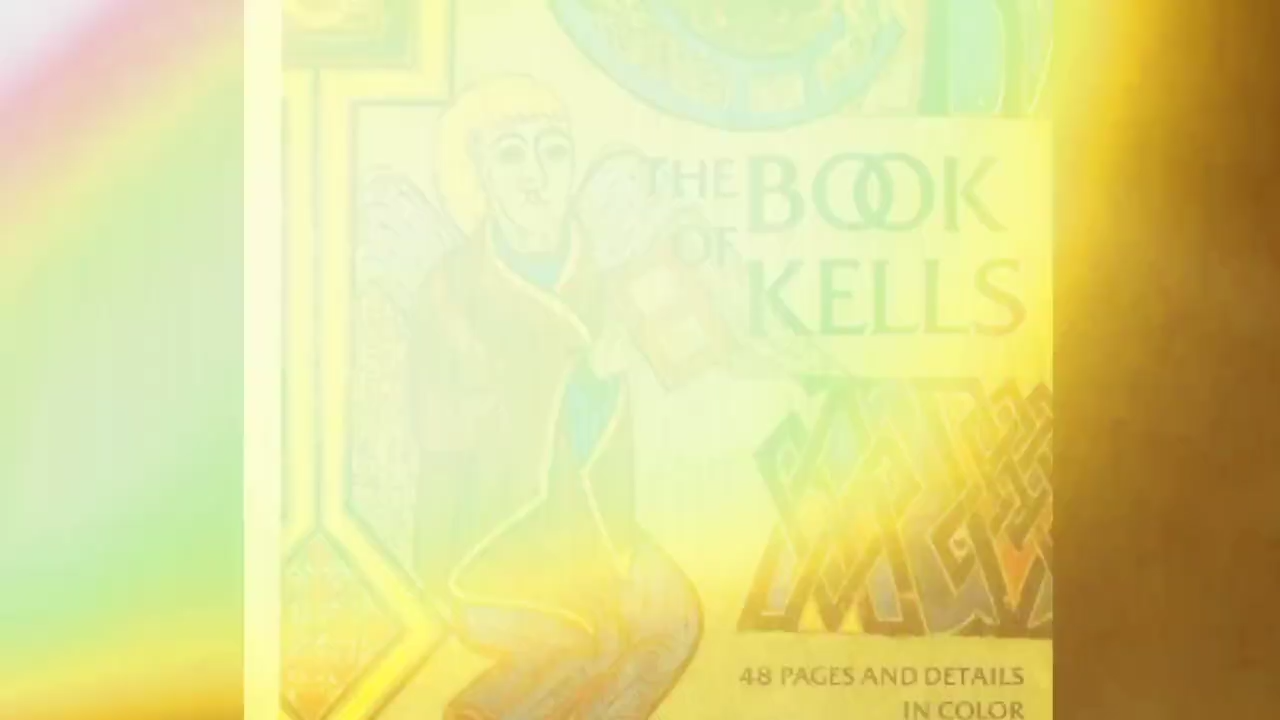 THE BOOK
OF KELLS
48 PAGES AND DETAILS
IN COLOR